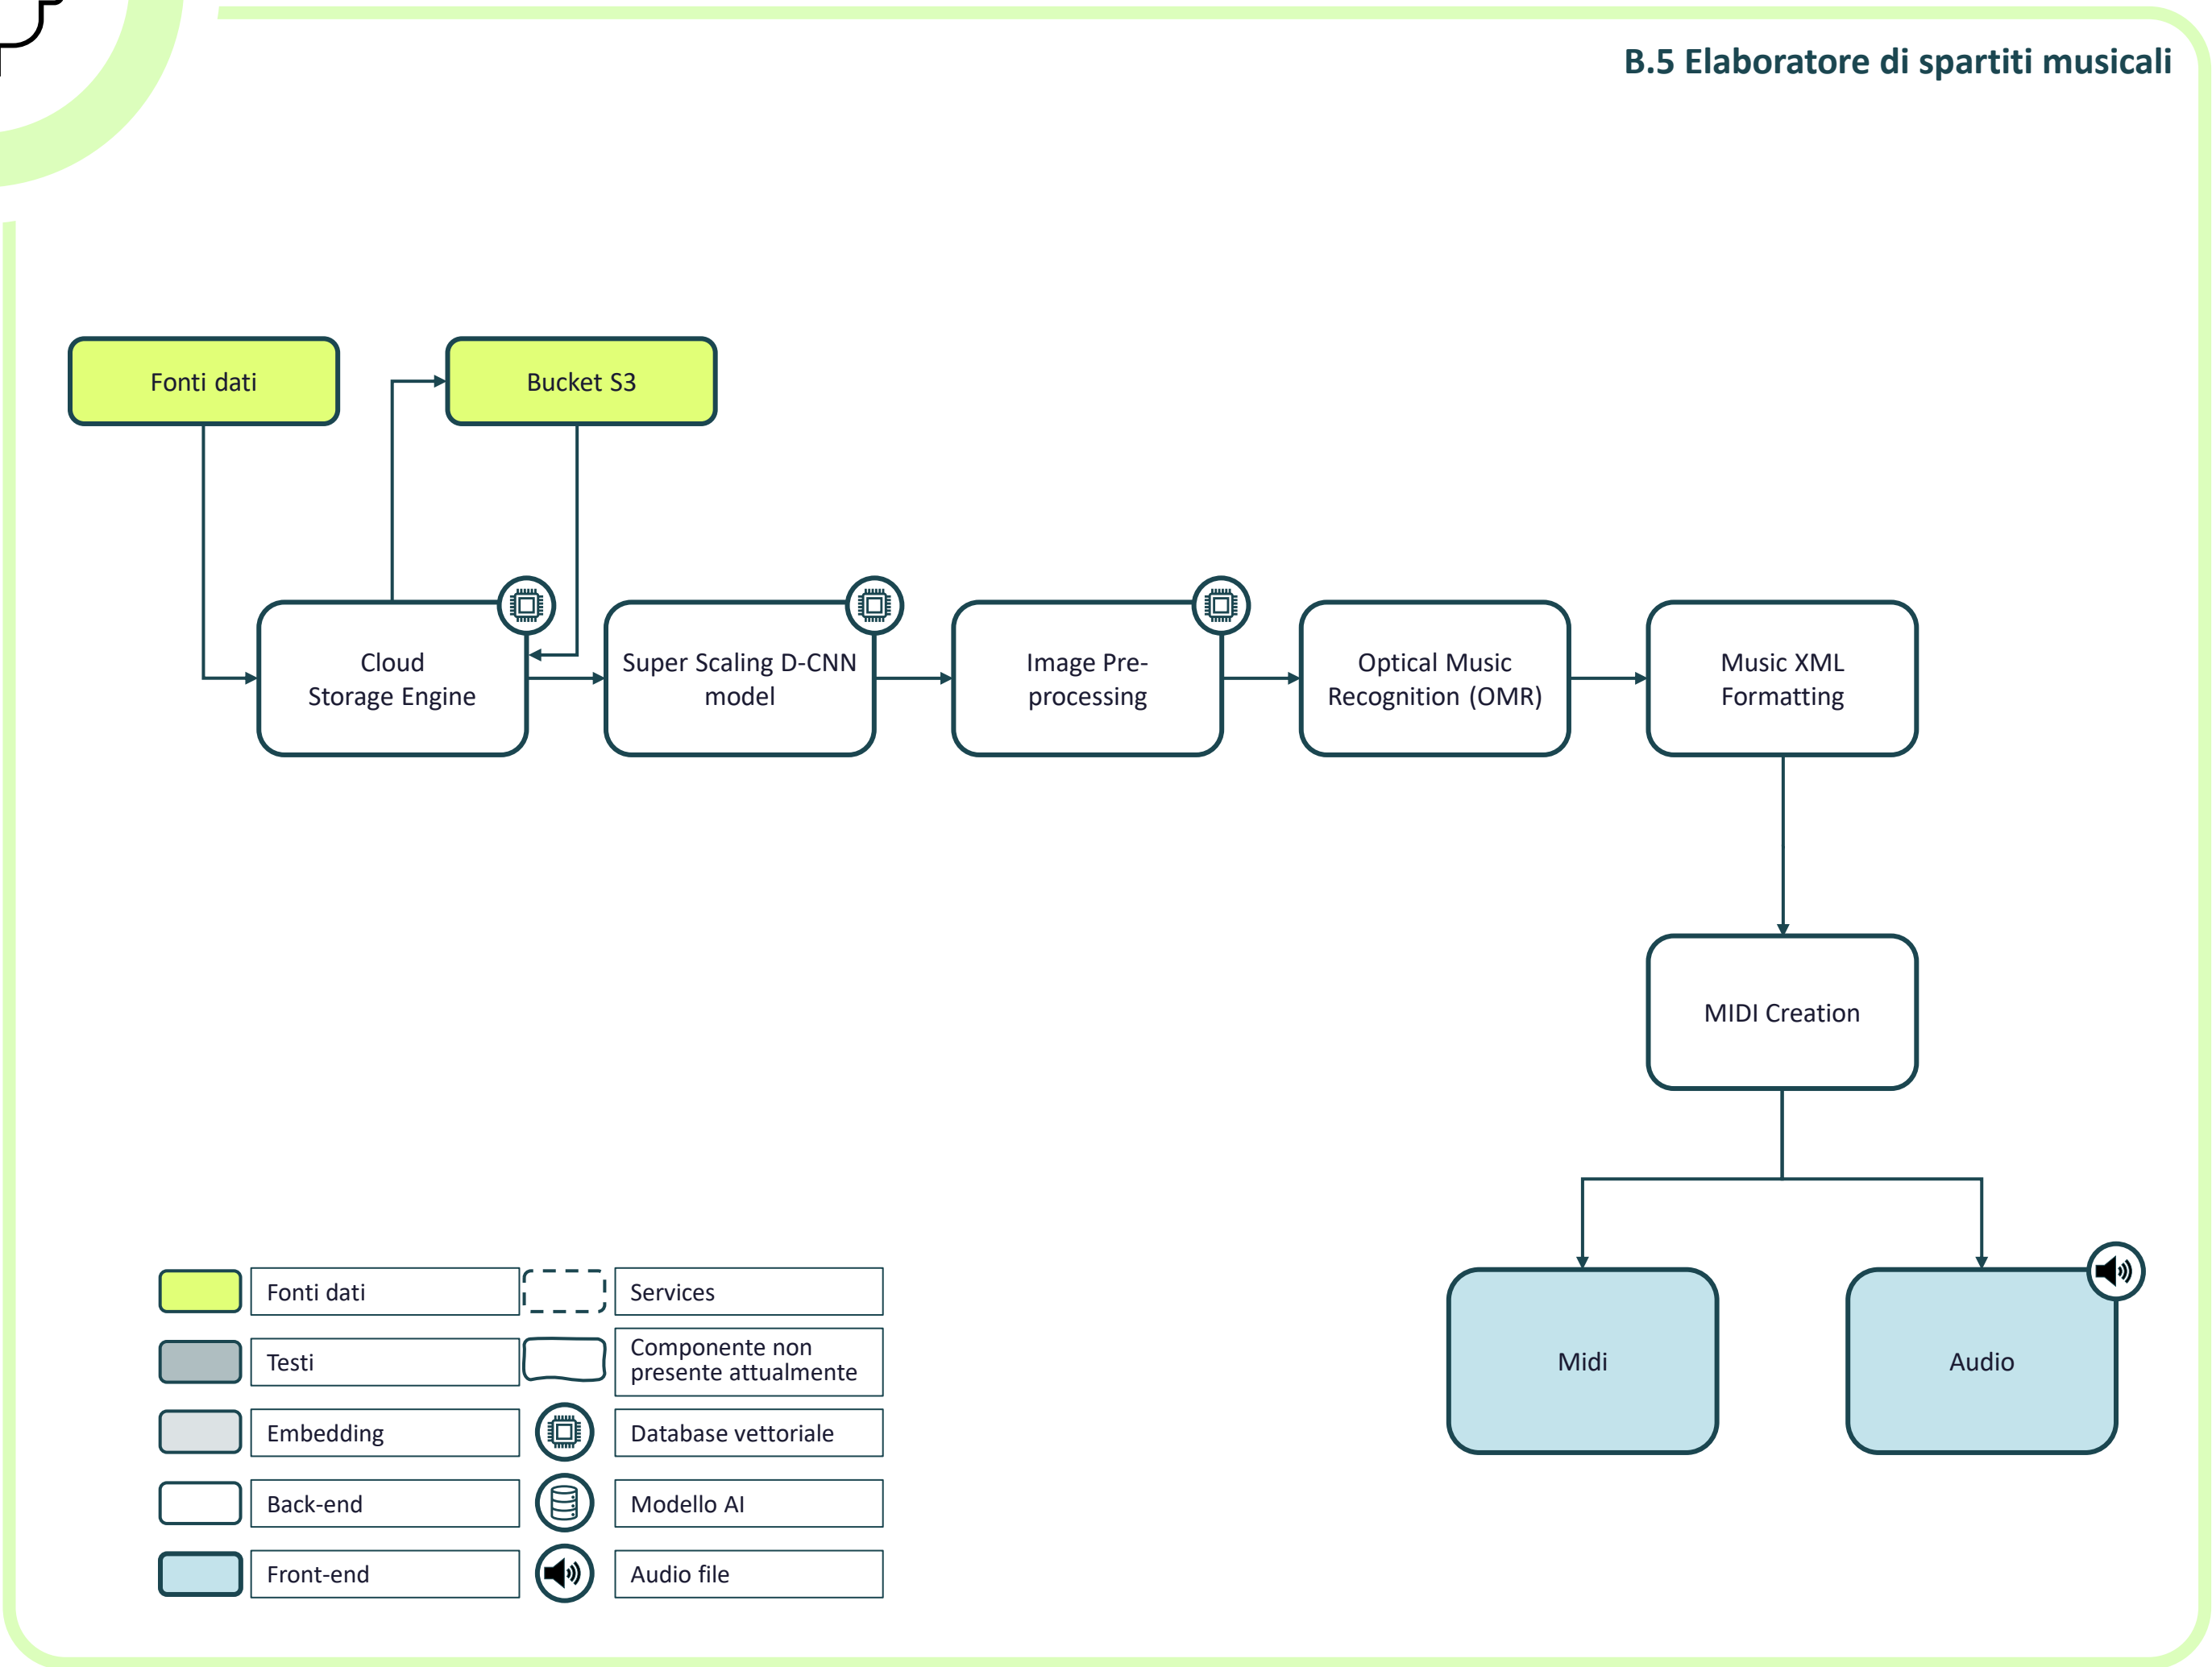 B.5 Elaboratore di spartiti musicali
Fonti dati
Bucket S3
Cloud
Storage Engine
Super Scaling D-CNN
model
Image Pre-
processing
Optical Music
Recognition (OMR)
Music XML
Formatting
MIDI Creation
Midi
Audio
Fonti dati
Services
Testi
Componente non
presente attualmente
Embedding
Database vettoriale
Back-end
Modello AI
Front-end
Audio file